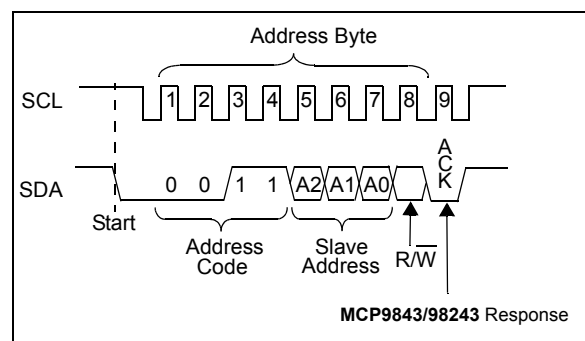 Address Byte
SCL
1 2 3 4 5 6 7 8 9
SDA
0 0 1 1 A2 A1 A0
ACK
Start
Address Code
Slave Address
R/W̅
MCP9843/98243 Response